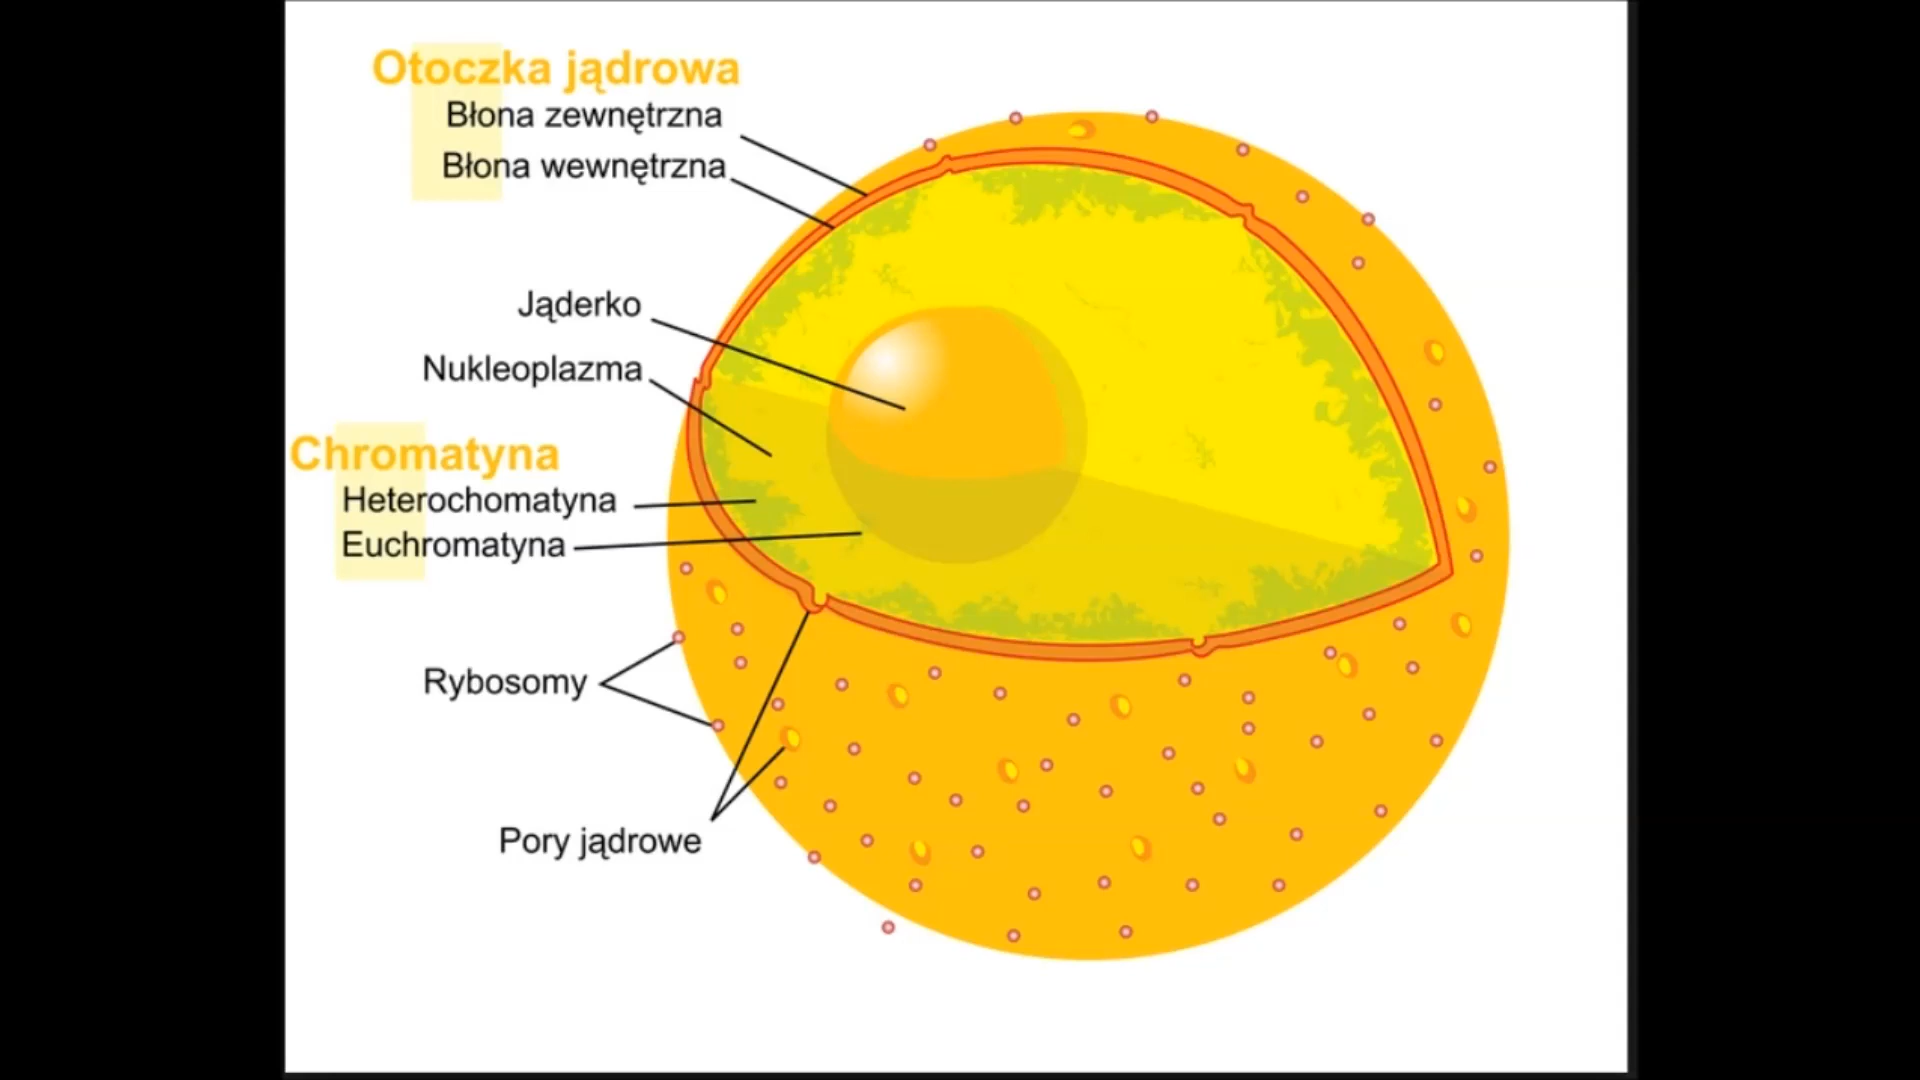 Otoczka jądrowa
Błona zewnętrzna
Błona wewnętrzna
Jąderko
Nukleoplazma
Chromatyna
Heterochomatyna
Euchromatyna
Rybosomy
Pory jądrowe